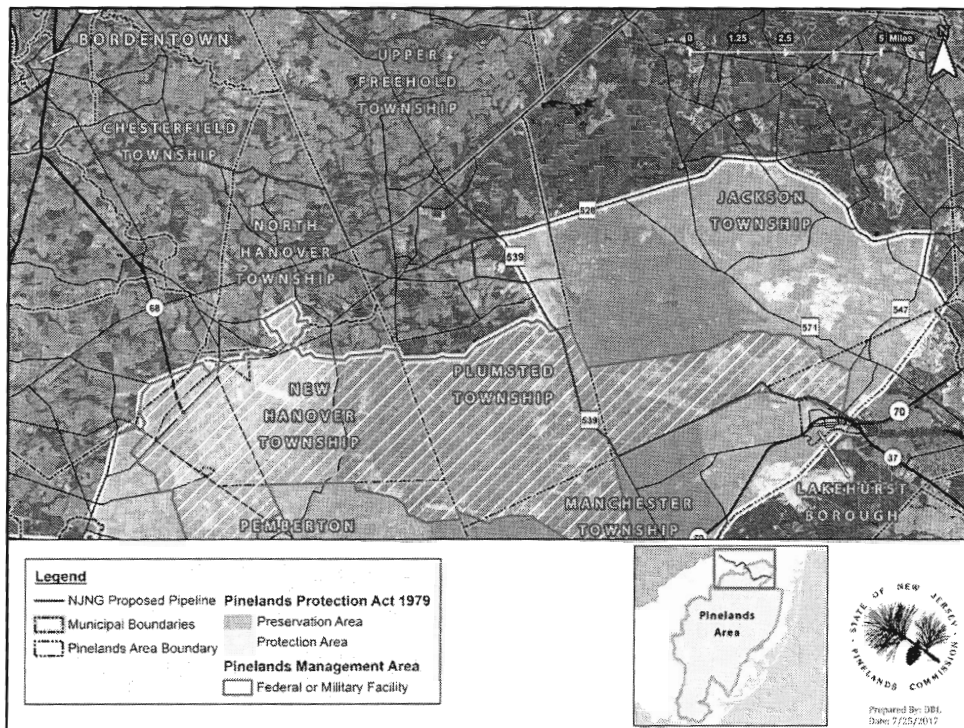 BORDENTOWN
UPPER
FREEHOLD
TOWNSHIP
0 1.25 2.5 5 Miles
N
CHESTERFIELD
TOWNSHIP
JACKSON
TOWNSHIP
526
NORTH
HANOVER
TOWNSHIP
539
68
547
571
PLUMSTED
TOWNSHIP
NEW
HANOVER
TOWNSHIP
539
70
37
MANCHESTER
TOWNSHIP
LAKEHURST
BOROUGH
PEMBERTON
Legend
NJNG Proposed Pipeline
Municipal Boundaries
Pinelands Area Boundary
Pinelands Protection Act 1979
Preservation Area
Protection Area
Pinelands Management Area
Federal or Military Facility
Pinelands
Area
STATE OF NEW JERSEY
PINELANDS COMMISSION
Prepared By: DBL
Date: 7/25/2017